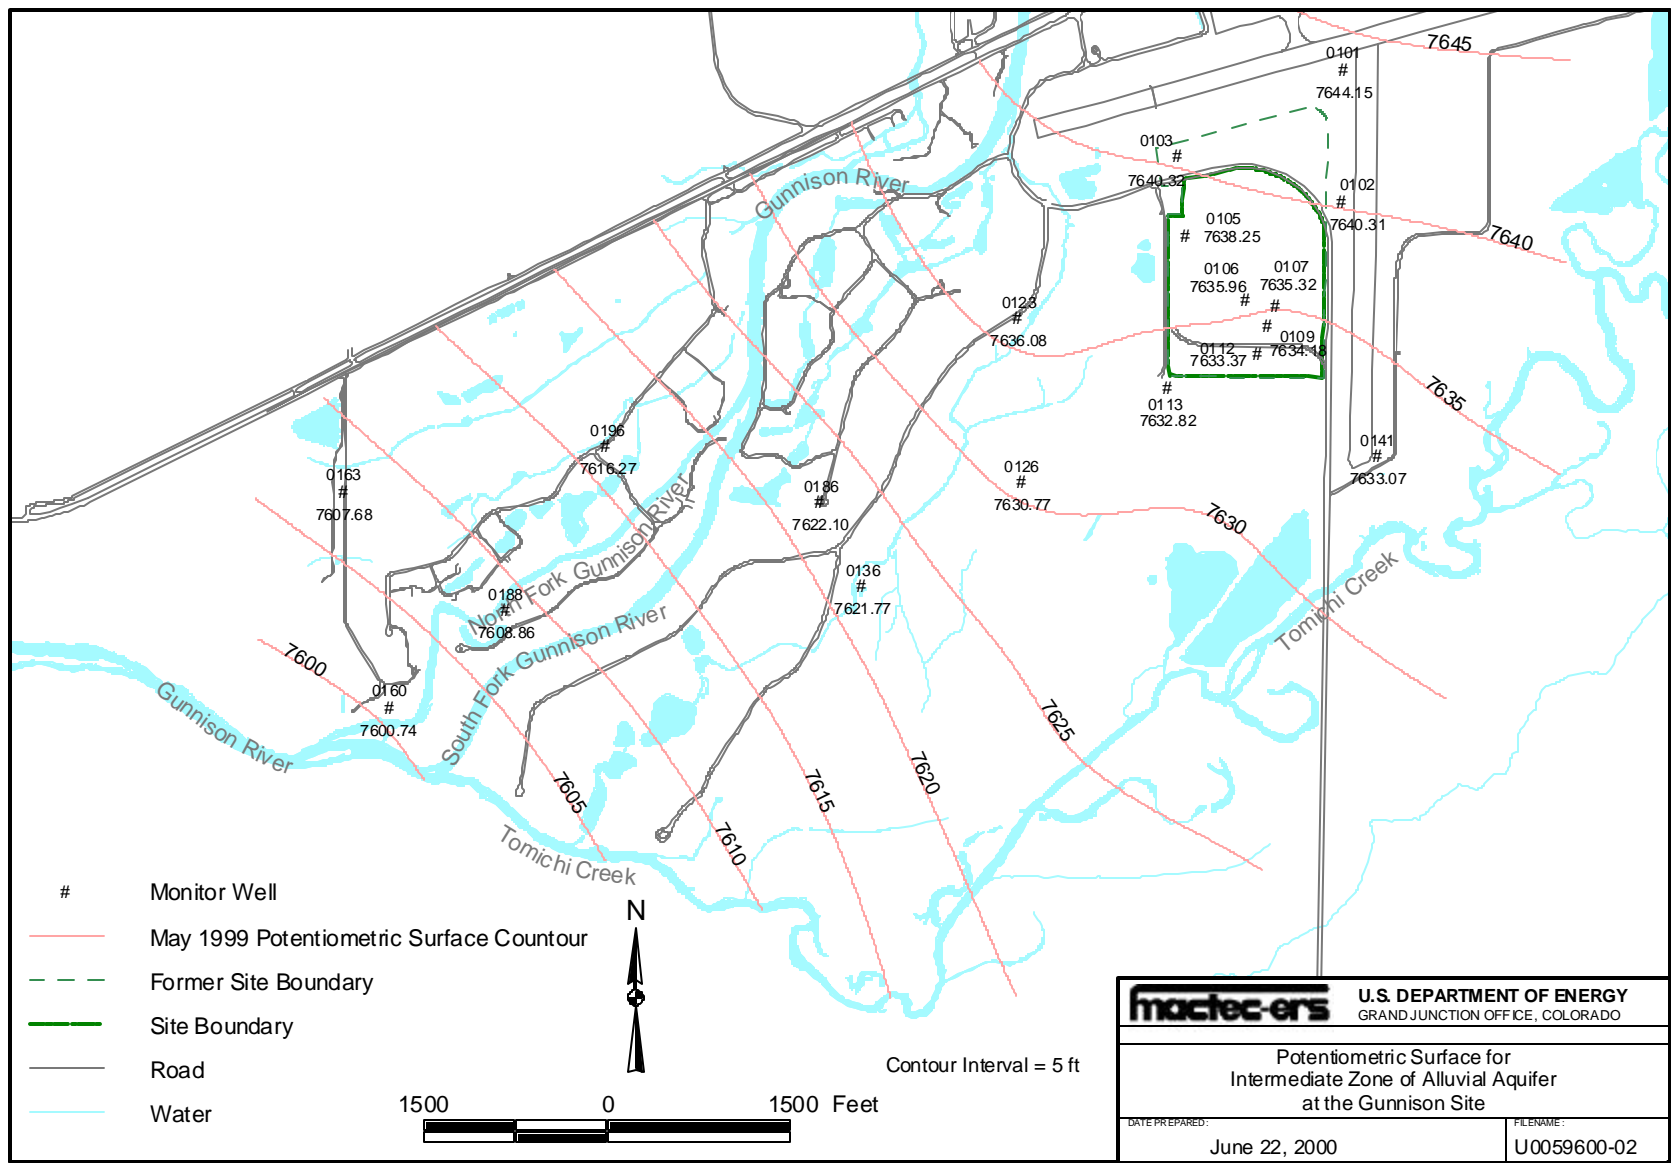 7645
0101
#
7644.15
0103
#
7640.32
0102
#
7640.31
7640
0105
#
7638.25
0106
7635.96
#
0107
7635.32
#
#
0109
7634.18
0112
#
7633.37
0113
#
7632.82
0123
#
7636.08
7635
0141
#
7633.07
Gunnison River
0196
#
7616.27
0163
#
7607.68
0186
#
7622.10
0126
#
7630.77
7630
0136
#
7621.77
North Fork Gunnison River
0188
#
7608.86
South Fork Gunnison River
Tomichi Creek
7600
0160
#
7600.74
Gunnison River
7625
7620
7615
7605
7610
Tomichi Creek
# Monitor Well
May 1999 Potentiometric Surface Countour
Former Site Boundary
Site Boundary
Road
Water
N
1500 0 1500 Feet
Contour Interval = 5 ft
mactec-ers
U.S. DEPARTMENT OF ENERGY
GRAND JUNCTION OFFICE, COLORADO
Potentiometric Surface for
Intermediate Zone of Alluvial Aquifer
at the Gunnison Site
DATE PREPARED:
June 22, 2000
FILENAME:
U0059600-02